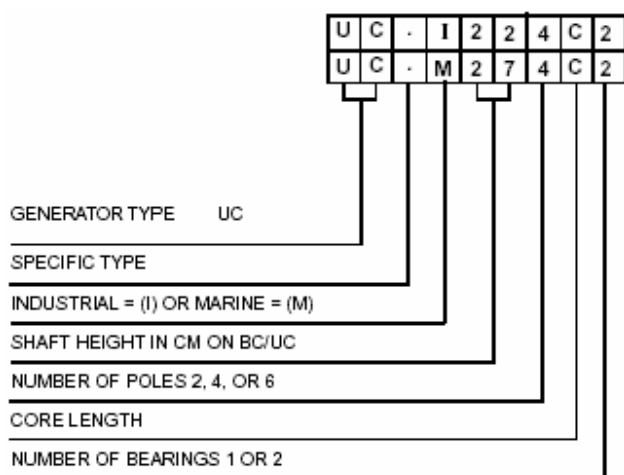 U C . I 2 2 4 C 2
U C . M 2 7 4 C 2
GENERATOR TYPE UC
SPECIFIC TYPE
INDUSTRIAL = (I) OR MARINE = (M)
SHAFT HEIGHT IN CM ON BC/UC
NUMBER OF POLES 2, 4, OR 6
CORE LENGTH
NUMBER OF BEARINGS 1 OR 2